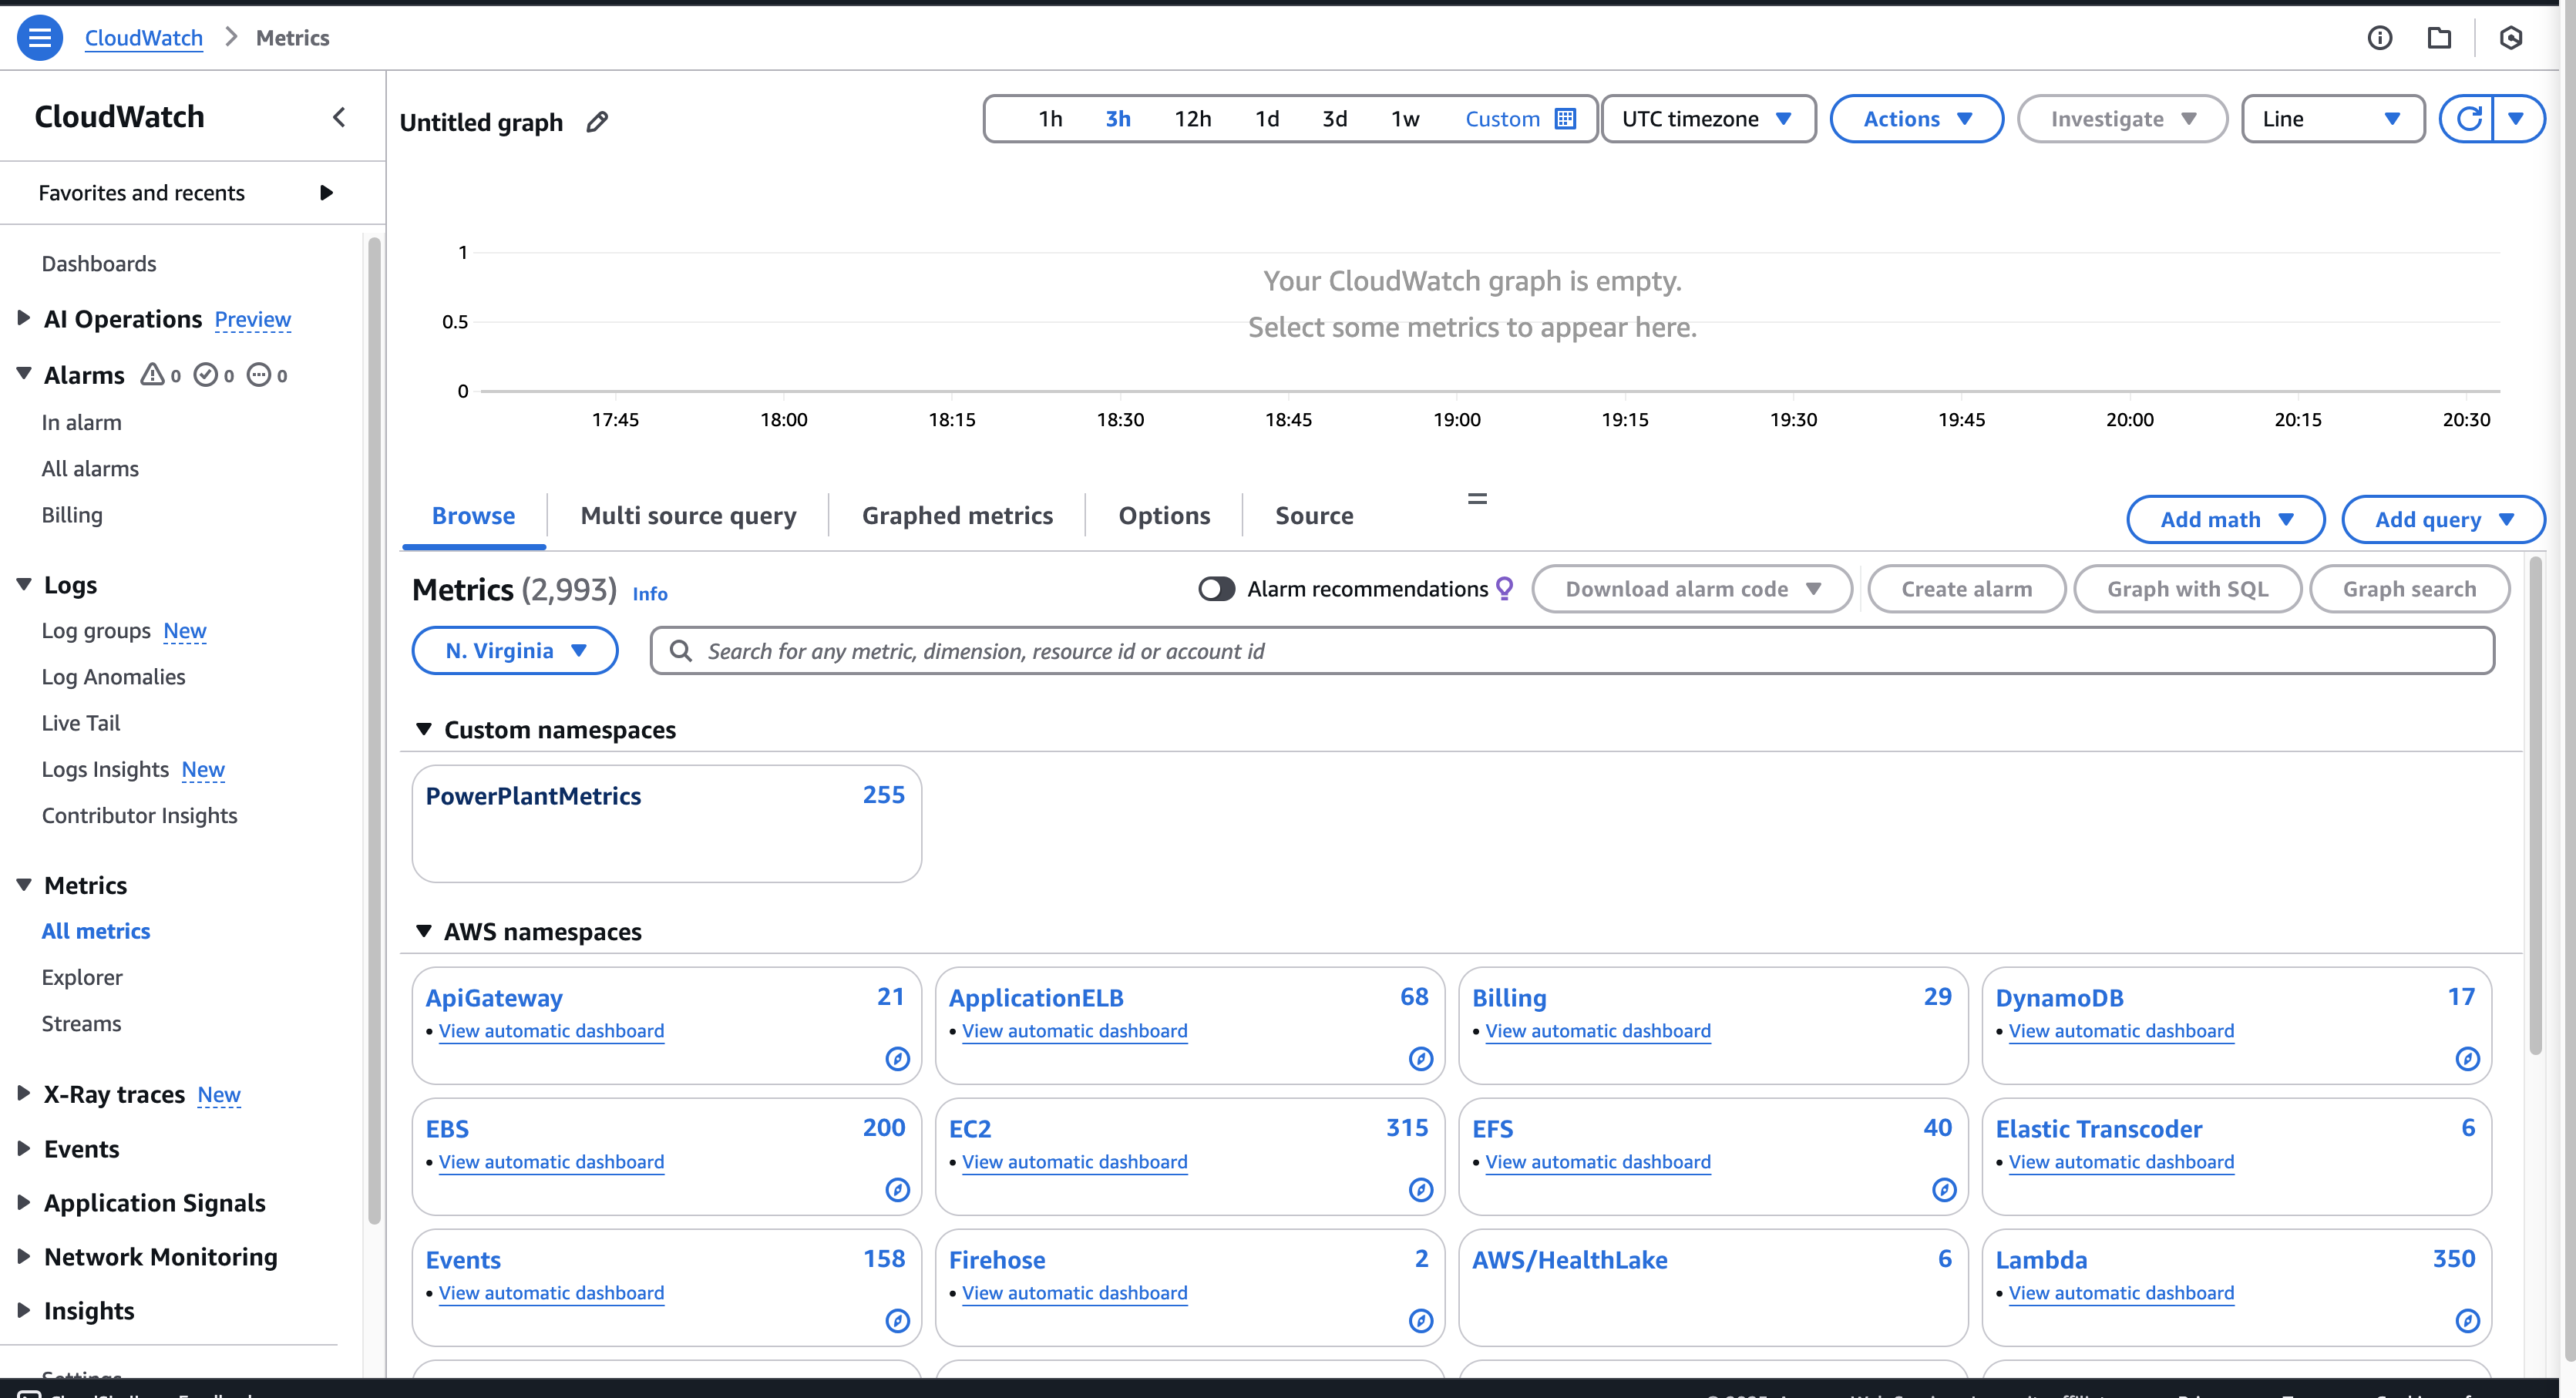 CloudWatch > Metrics
CloudWatch
Favorites and recents
Dashboards
AI Operations Preview
Alarms 0 0 0
In alarm
All alarms
Billing
Logs
Log groups New
Log Anomalies
Live Tail
Logs Insights New
Contributor Insights
Metrics
All metrics
Explorer
Streams
X-Ray traces New
Events
Application Signals
Network Monitoring
Insights
Untitled graph
1h 3h 12h 1d 3d 1w Custom UTC timezone Actions Investigate Line
1
Your CloudWatch graph is empty.
0.5
Select some metrics to appear here.
0
17:45 18:00 18:15 18:30 18:45 19:00 19:15 19:30 19:45 20:00 20:15 20:30
Browse Multi source query Graphed metrics Options Source Add math Add query
Metrics (2,993) Info Alarm recommendations Download alarm code Create alarm Graph with SQL Graph search
N. Virginia Search for any metric, dimension, resource id or account id
Custom namespaces
PowerPlantMetrics 255
AWS namespaces
ApiGateway 21 ApplicationELB 68 Billing 29 DynamoDB 17
• View automatic dashboard • View automatic dashboard • View automatic dashboard • View automatic dashboard
EBS 200 EC2 315 EFS 40 Elastic Transcoder 6
• View automatic dashboard • View automatic dashboard • View automatic dashboard • View automatic dashboard
Events 158 Firehose 2 AWS/HealthLake 6 Lambda 350
• View automatic dashboard • View automatic dashboard • View automatic dashboard